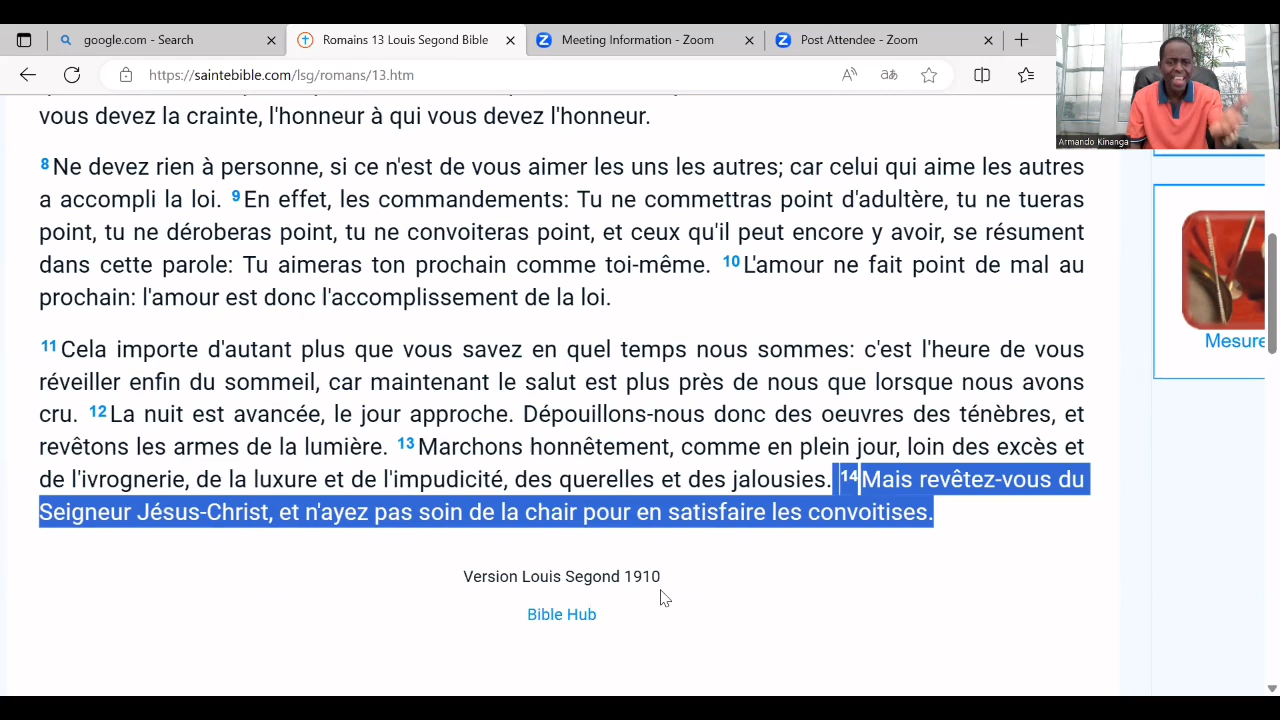 google.com - Search
Romains 13 Louis Segond Bible
Meeting Information - Zoom
Post Attendee - Zoom
https://saintebible.com/lsg/romans/13.htm
Armando Kinanga
vous devez la crainte, l'honneur à qui vous devez l'honneur.
8 Ne devez rien à personne, si ce n'est de vous aimer les uns les autres; car celui qui aime les autres
a accompli la loi. 9 En effet, les commandements: Tu ne commettras point d'adultère, tu ne tueras
point, tu ne déroberas point, tu ne convoiteras point, et ceux qu'il peut encore y avoir, se résument
dans cette parole: Tu aimeras ton prochain comme toi-même. 10 L'amour ne fait point de mal au
prochain: l'amour est donc l'accomplissement de la loi.
11 Cela importe d'autant plus que vous savez en quel temps nous sommes: c'est l'heure de vous
réveiller enfin du sommeil, car maintenant le salut est plus près de nous que lorsque nous avons
cru. 12 La nuit est avancée, le jour approche. Dépouillons-nous donc des oeuvres des ténèbres, et
revêtons les armes de la lumière. 13 Marchons honnêtement, comme en plein jour, loin des excès et
de l'ivrognerie, de la luxure et de l'impudicité, des querelles et des jalousies. 14 Mais revêtez-vous du
Seigneur Jésus-Christ, et n'ayez pas soin de la chair pour en satisfaire les convoitises.
Mesure
Version Louis Segond 1910
Bible Hub